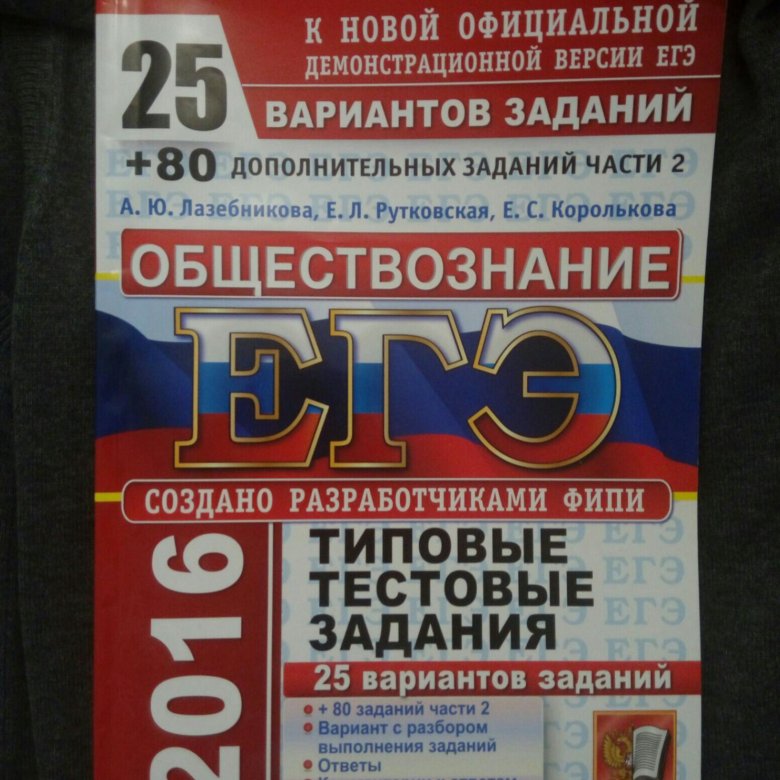 25
К НОВОЙ ОФИЦИАЛЬНОЙ
ДЕМОНСТРАЦИОННОЙ ВЕРСИИ ЕГЭ
ВАРИАНТОВ ЗАДАНИЙ
+80 ДОПОЛНИТЕЛЬНЫХ ЗАДАНИЙ ЧАСТИ 2
А. Ю. Лазебникова, Е. Л. Рутковская, Е. С. Королькова
ОБЩЕСТВОЗНАНИЕ
ЕГЭ
СОЗДАНО РАЗРАБОТЧИКАМИ ФИПИ
2016
ТИПОВЫЕ
ТЕСТОВЫЕ
ЗАДАНИЯ
25 вариантов заданий
• + 80 заданий части 2
• Вариант с разбором
выполнения заданий
• Ответы